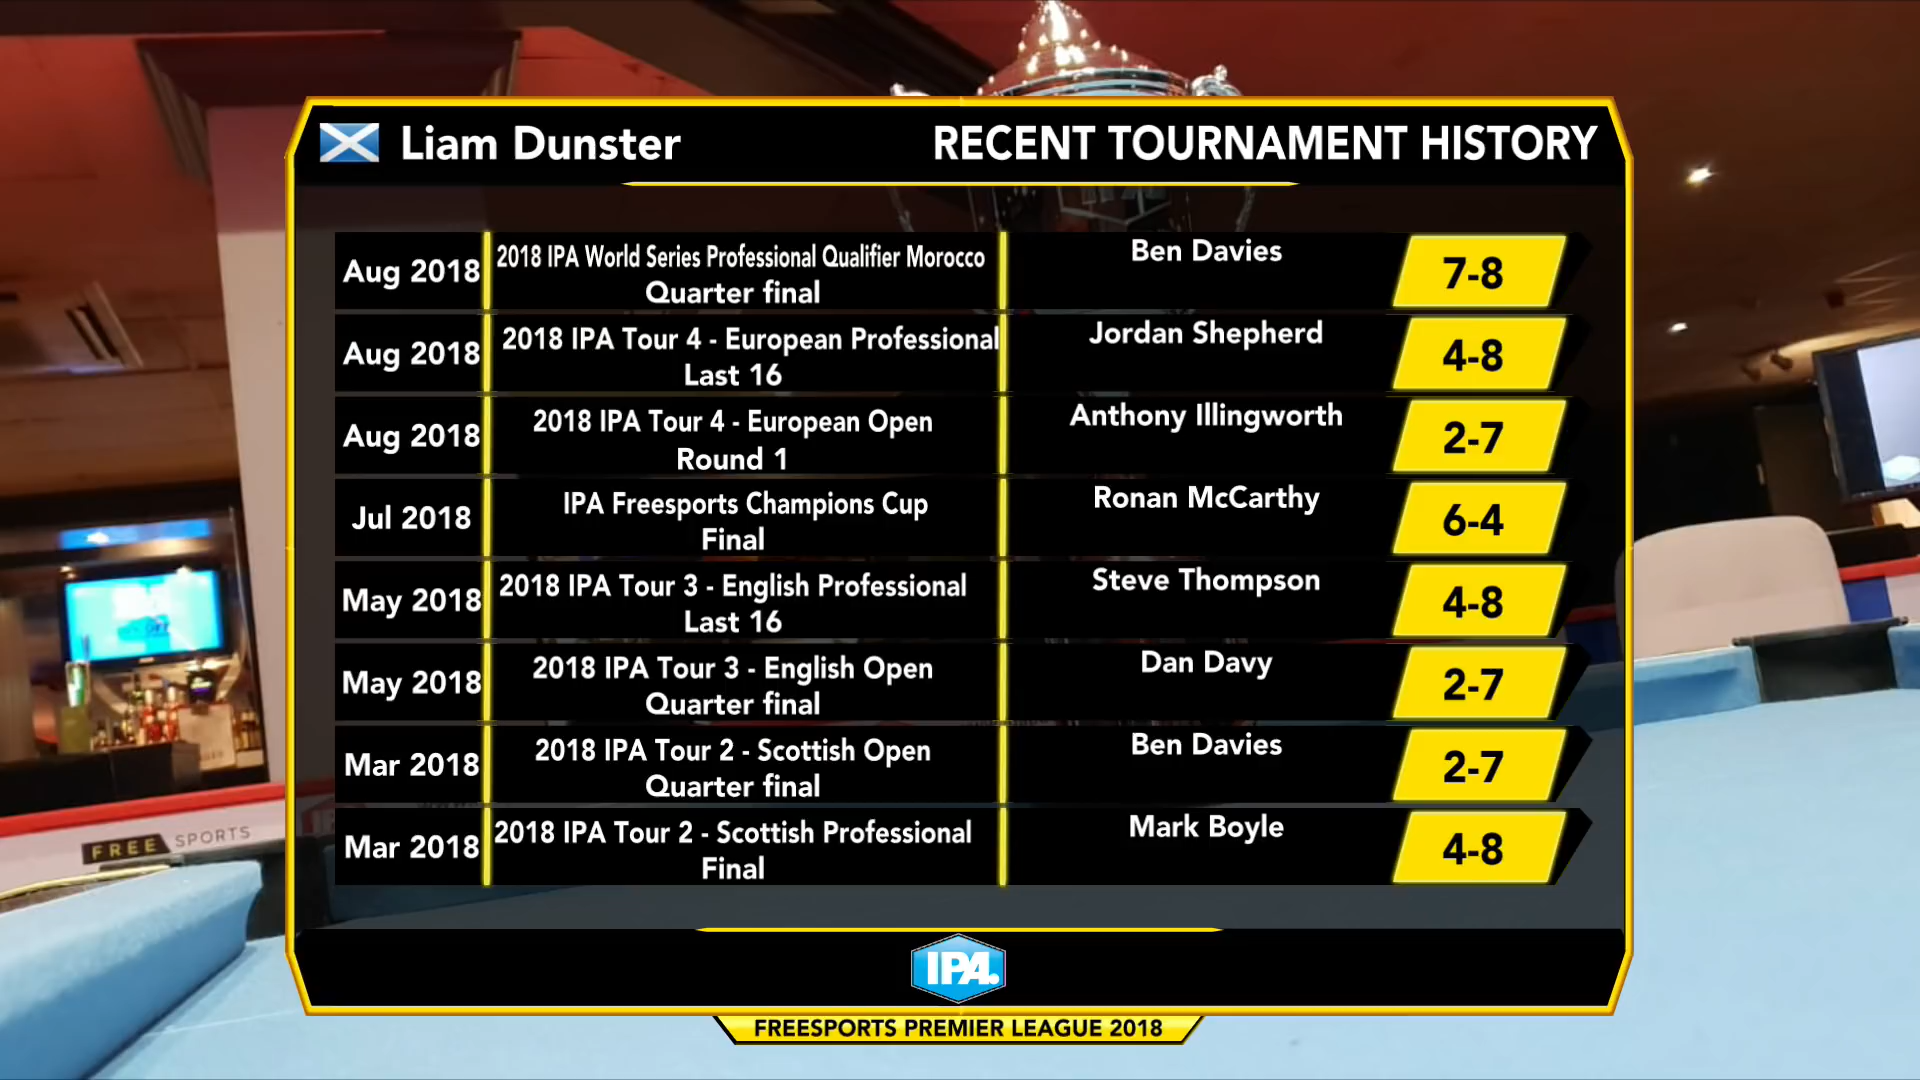 Liam Dunster
RECENT TOURNAMENT HISTORY
Aug 2018
2018 IPA World Series Professional Qualifier Morocco
Quarter final
Ben Davies
7-8
Aug 2018
2018 IPA Tour 4 - European Professional
Last 16
Jordan Shepherd
4-8
Aug 2018
2018 IPA Tour 4 - European Open
Round 1
Anthony Illingworth
2-7
Jul 2018
IPA Freesports Champions Cup
Final
Ronan McCarthy
6-4
May 2018
2018 IPA Tour 3 - English Professional
Last 16
Steve Thompson
4-8
May 2018
2018 IPA Tour 3 - English Open
Quarter final
Dan Davy
2-7
Mar 2018
2018 IPA Tour 2 - Scottish Open
Quarter final
Ben Davies
2-7
Mar 2018
2018 IPA Tour 2 - Scottish Professional
Final
Mark Boyle
4-8
FREE SPORTS
IPA.
FREESPORTS PREMIER LEAGUE 2018